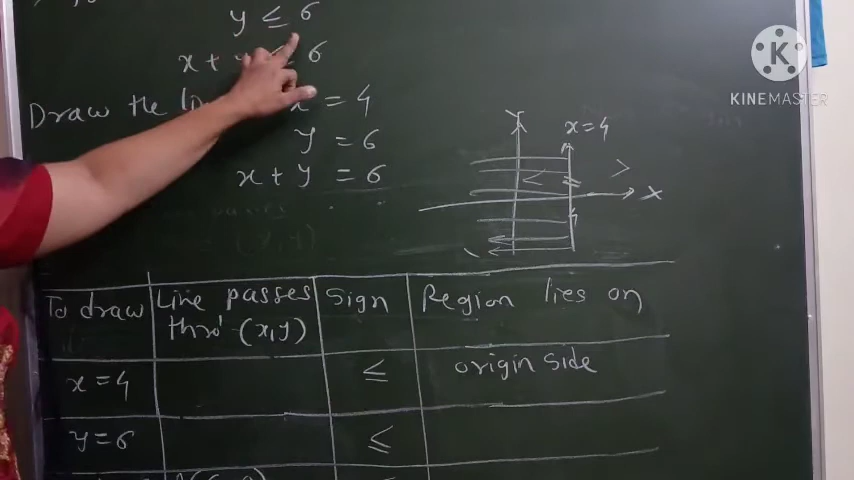 y ≤ 6
x + 6
Draw the x = 4
y = 6
x + y = 6
Y
x = 4
<
>
X
4
To draw Line passes thro' (x, y) Sign Region lies on
x = 4 ≤ origin side
y = 6 ≤
KINEMASTER